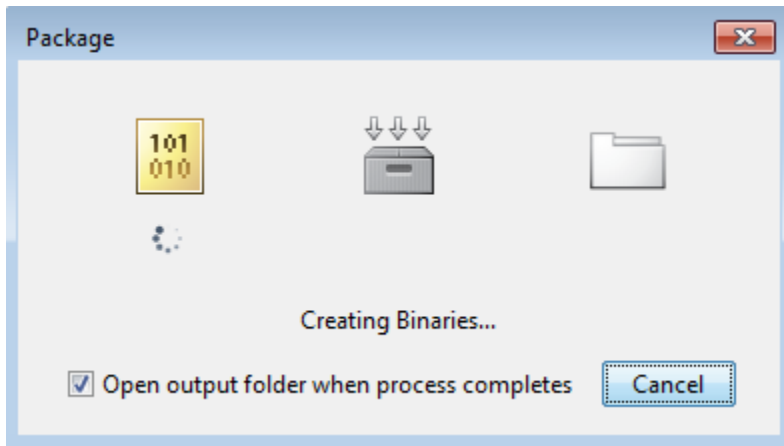 Package
101
010
Creating Binaries...
Open output folder when process completes
Cancel